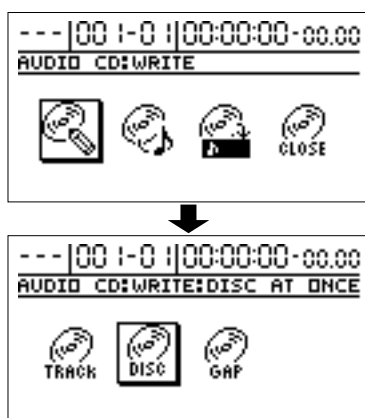 ---|001-01|00:00:00-00.00
AUDIO CD:WRITE
CLOSE
---|001-01|00:00:00-00.00
AUDIO CD:WRITE:DISC AT ONCE
TRACK DISC GAP